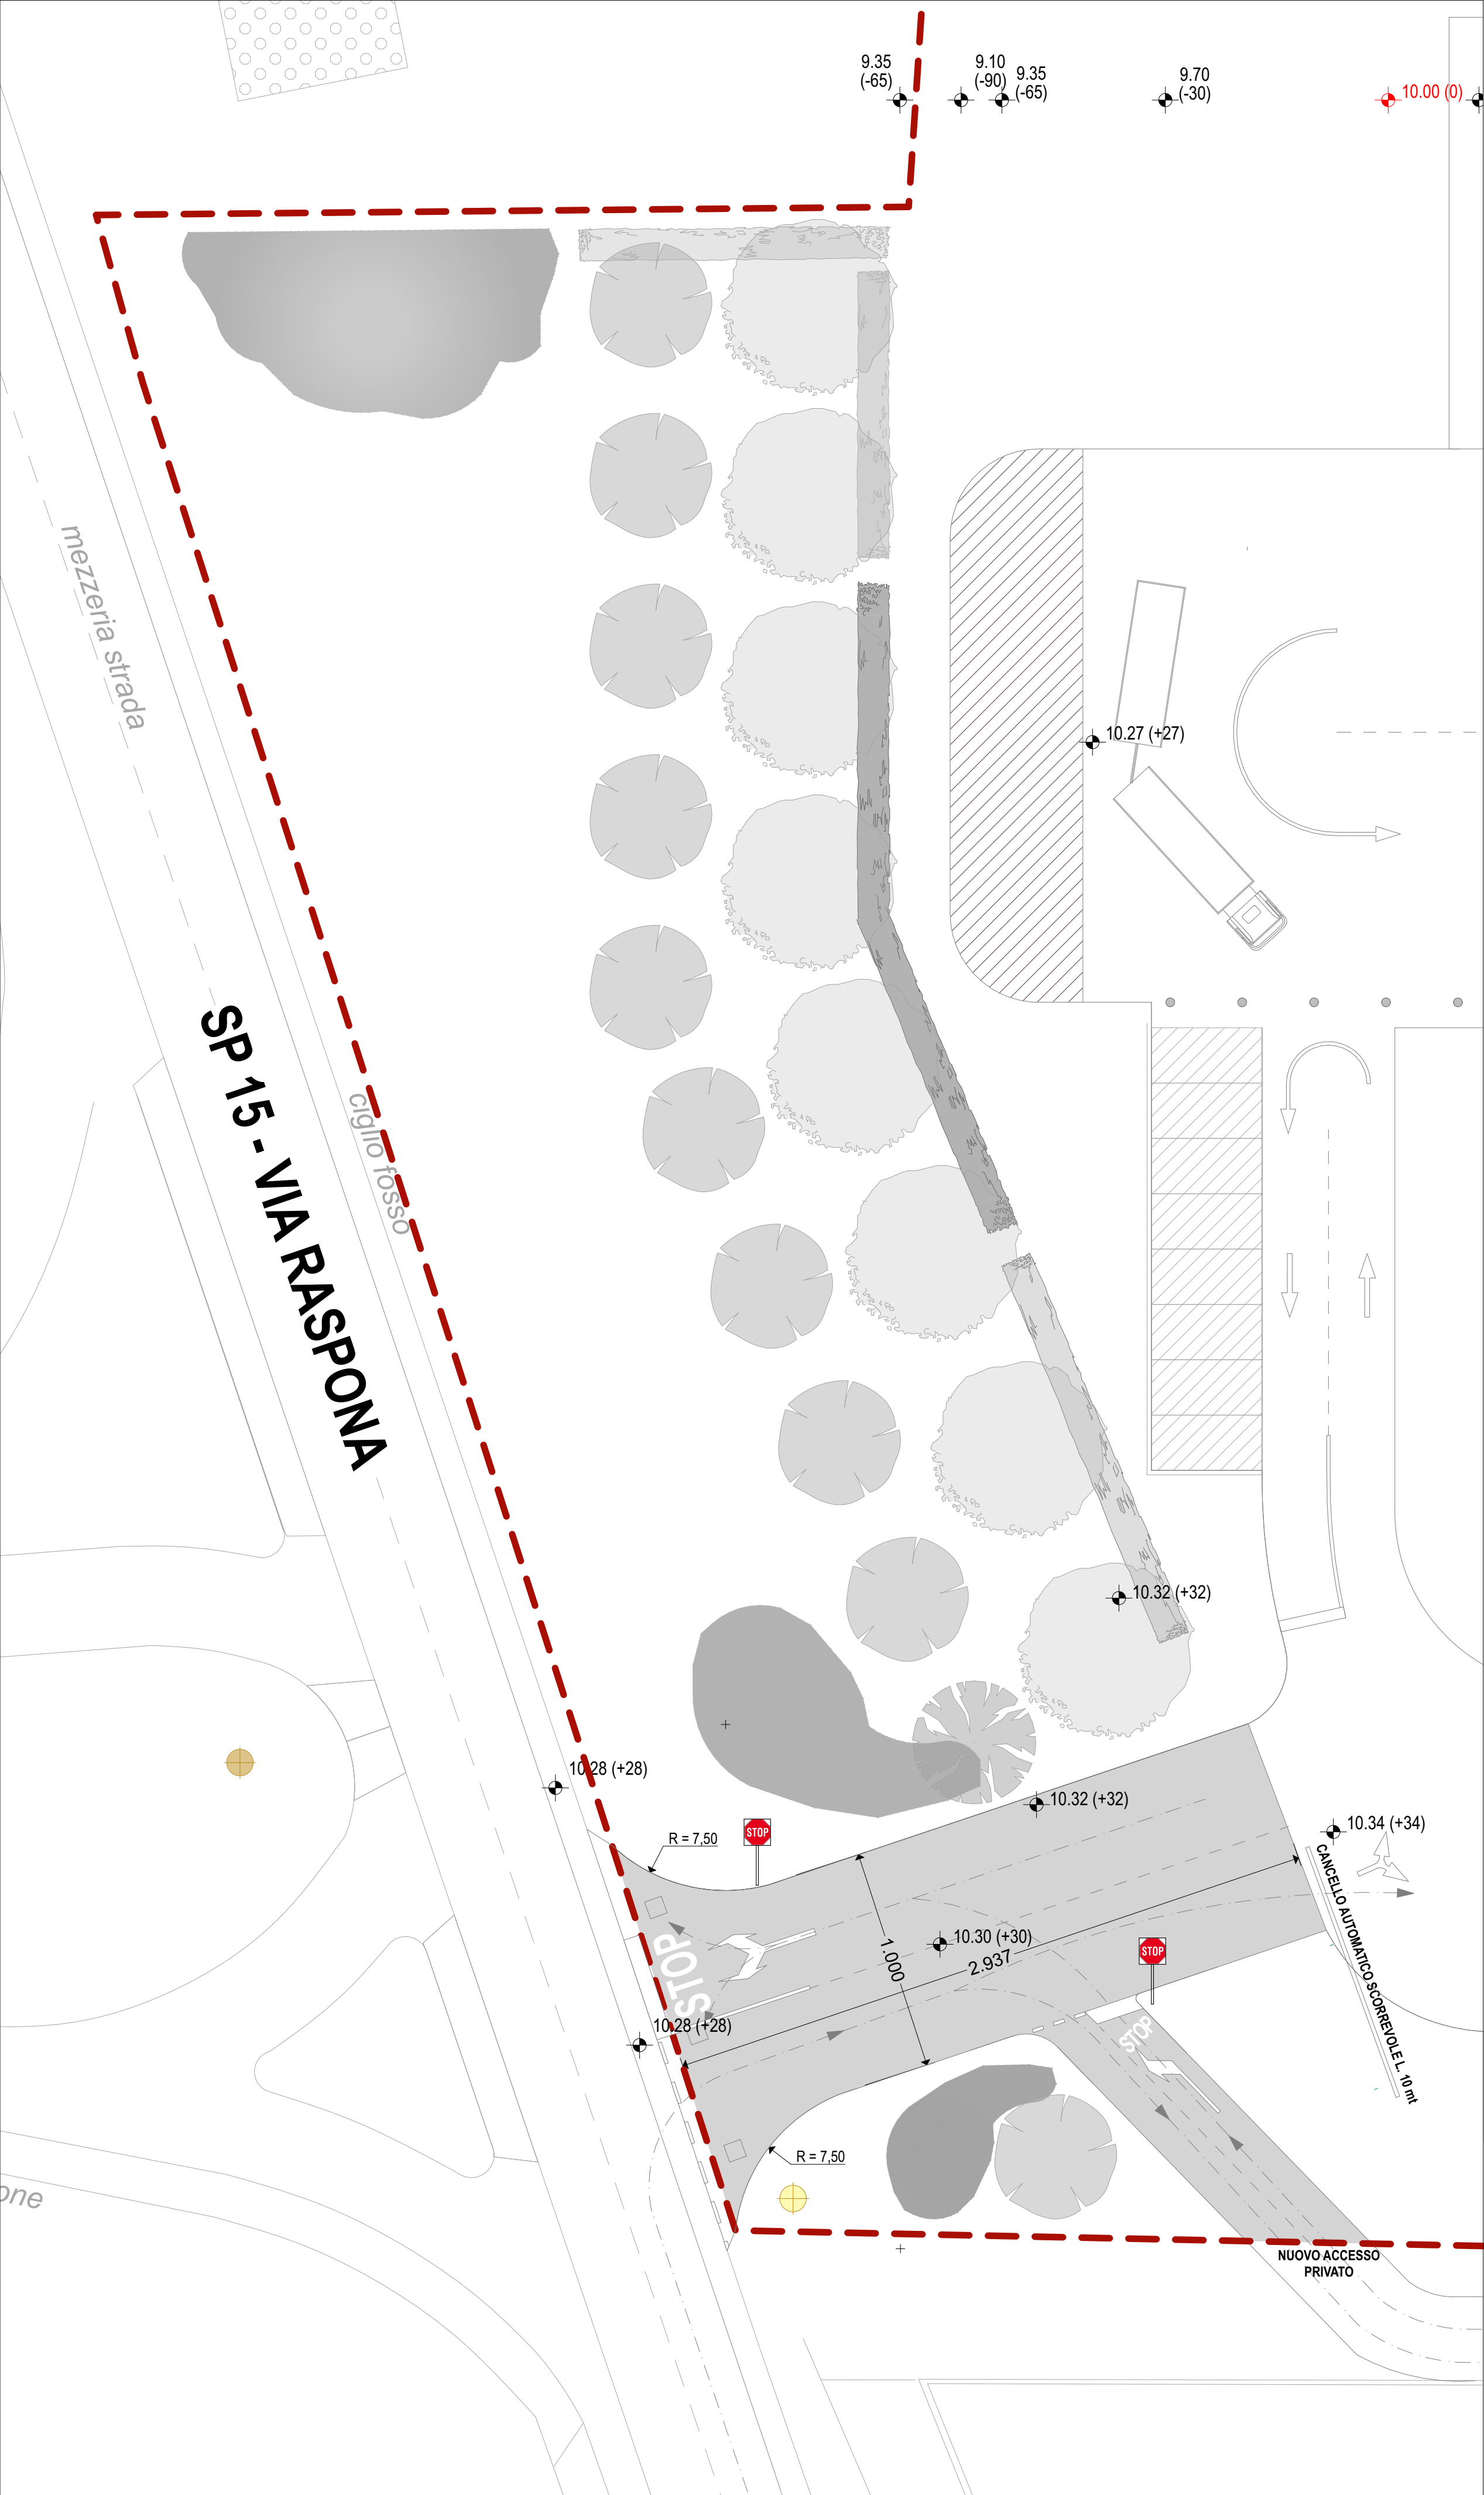 9.35
(-65)
9.10
(-90)
9.35
(-65)
9.70
(-30)
10.00 (0)
mezzeria strada
10.27 (+27)
SP 15 - VIA RASPONA
ciglio fosso
10.32 (+32)
10.28 (+28)
R = 7,50
STOP
10.32 (+32)
10.34 (+34)
CANCELLO AUTOMATICO SCORREVOLE L. 10 mt
10.30 (+30)
1.000
2.937
STOP
STOP
10.28 (+28)
STOP
R = 7,50
one
NUOVO ACCESSO
PRIVATO